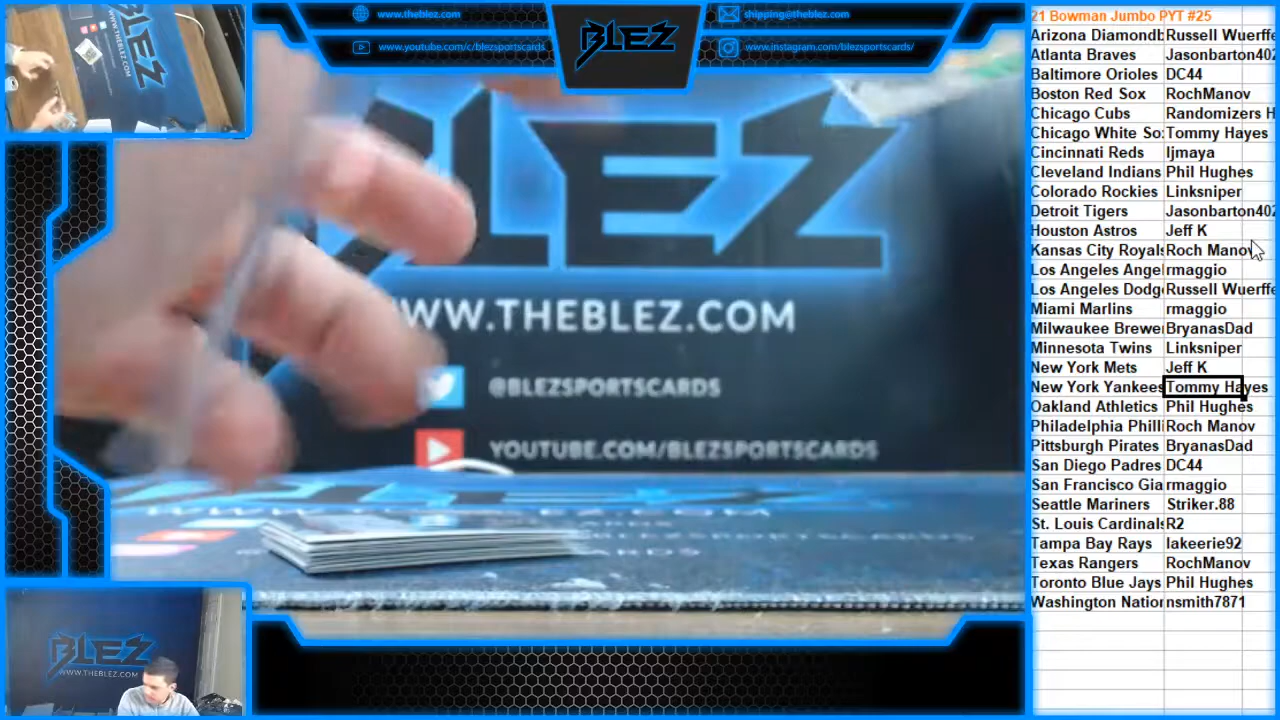 www.theblez.com
www.youtube.com/c/blezsportscards
BLEZ
shipping@theblez.com
www.instagram.com/blezsportscards/
BLEZ
WWW.THEBLEZ.COM
BLEZ
WW.THEBLEZ.COM
@BLEZSPORTSCARDS
YOUTUBE.COM/BLEZSPORTSCARDS
BLEZ
WWW.THEBLEZ.COM
21 Bowman Jumbo PYT #25
Arizona Diamondb Russell Wuerffe
Atlanta Braves Jasonbarton402
Baltimore Orioles DC44
Boston Red Sox RochManov
Chicago Cubs Randomizers H
Chicago White So Tommy Hayes
Cincinnati Reds ljmaya
Cleveland Indians Phil Hughes
Colorado Rockies Linksniper
Detroit Tigers Jasonbarton402
Houston Astros Jeff K
Kansas City Royals Roch Manov
Los Angeles Angel rmaggio
Los Angeles Dodge Russell Wuerffe
Miami Marlins rmaggio
Milwaukee Brewer BryanasDad
Minnesota Twins Linksniper
New York Mets Jeff K
New York Yankees Tommy Hayes
Oakland Athletics Phil Hughes
Philadelphia Philli Roch Manov
Pittsburgh Pirates BryanasDad
San Diego Padres DC44
San Francisco Gia rmaggio
Seattle Mariners Striker.88
St. Louis Cardinals R2
Tampa Bay Rays lakeerie92
Texas Rangers RochManov
Toronto Blue Jays Phil Hughes
Washington Nation nsmith7871